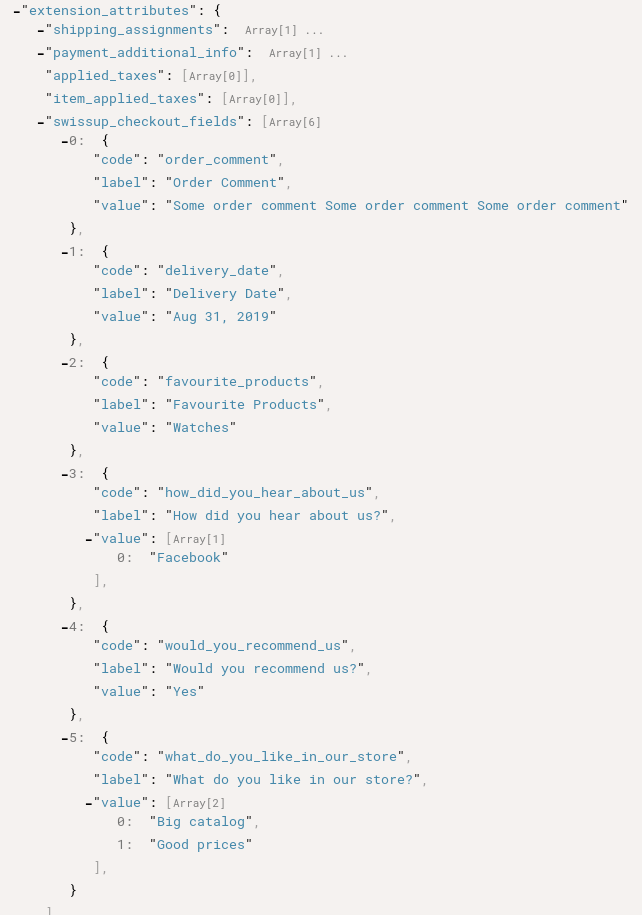 -"extension_attributes": {
-"shipping_assignments": Array[1] ...
-"payment_additional_info": Array[1] ...
"applied_taxes": [Array[0]],
"item_applied_taxes": [Array[0]],
-"swissup_checkout_fields": [Array[6]
-0: {
"code": "order_comment",
"label": "Order Comment",
"value": "Some order comment Some order comment Some order comment"
},
-1: {
"code": "delivery_date",
"label": "Delivery Date",
"value": "Aug 31, 2019"
},
-2: {
"code": "favourite_products",
"label": "Favourite Products",
"value": "Watches"
},
-3: {
"code": "how_did_you_hear_about_us",
"label": "How did you hear about us?",
-"value": [Array[1]
0: "Facebook"
],
},
-4: {
"code": "would_you_recommend_us",
"label": "Would you recommend us?",
"value": "Yes"
},
-5: {
"code": "what_do_you_like_in_our_store",
"label": "What do you like in our store?",
-"value": [Array[2]
0: "Big catalog",
1: "Good prices"
],
}
]